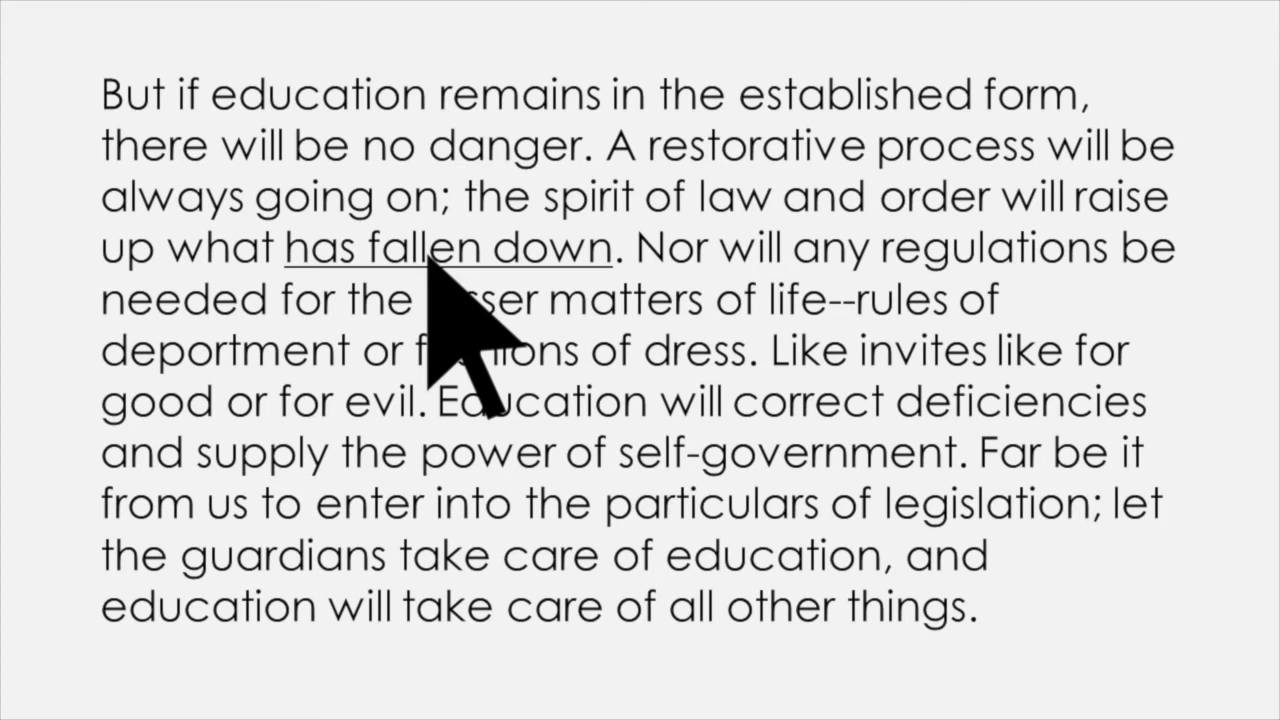 But if education remains in the established form,
there will be no danger. A restorative process will be
always going on; the spirit of law and order will raise
up what has fallen down. Nor will any regulations be
needed for the matters of life--rules of
deportment or of dress. Like invites like for
good or for evil. Education will correct deficiencies
and supply the power of self-government. Far be it
from us to enter into the particulars of legislation; let
the guardians take care of education, and
education will take care of all other things.